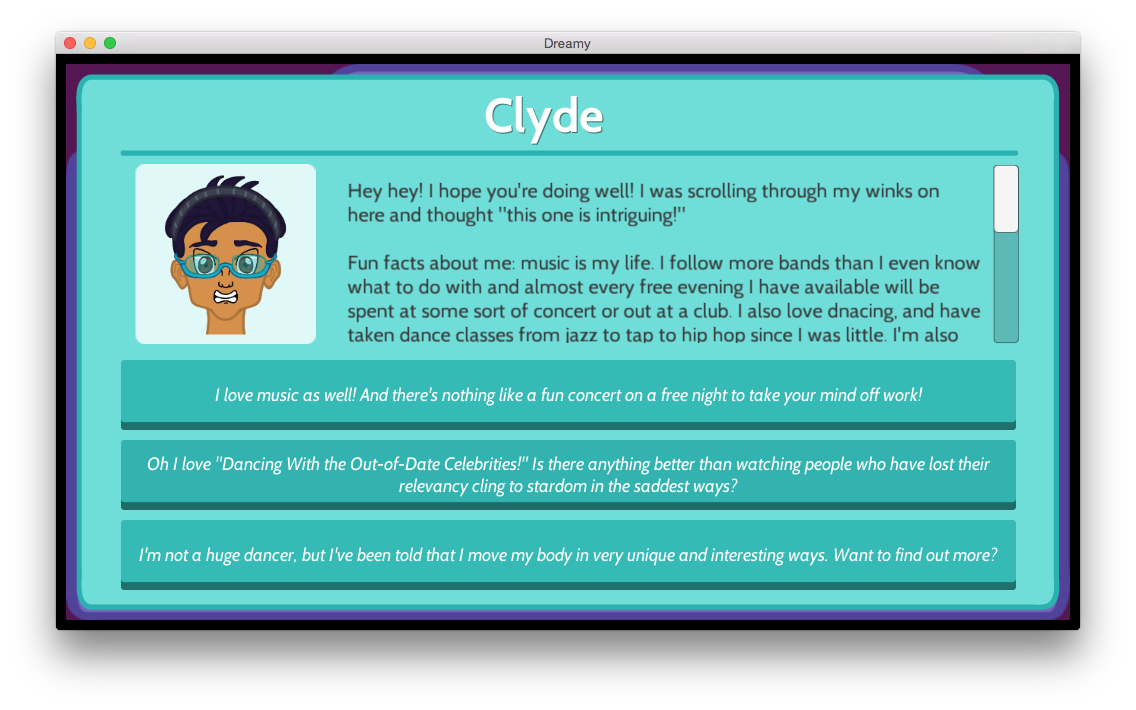 Dreamy
Clyde
Hey hey! I hope you're doing well! I was scrolling through my winks on
here and thought "this one is intriguing!"
Fun facts about me: music is my life. I follow more bands than I even know
what to do with and almost every free evening I have available will be
spent at some sort of concert or out at a club. I also love dnacing, and have
taken dance classes from jazz to tap to hip hop since I was little. I'm also
I love music as well! And there's nothing like a fun concert on a free night to take your mind off work!
Oh I love "Dancing With the Out-of-Date Celebrities!" Is there anything better than watching people who have lost their
relevancy cling to stardom in the saddest ways?
I'm not a huge dancer, but I've been told that I move my body in very unique and interesting ways. Want to find out more?